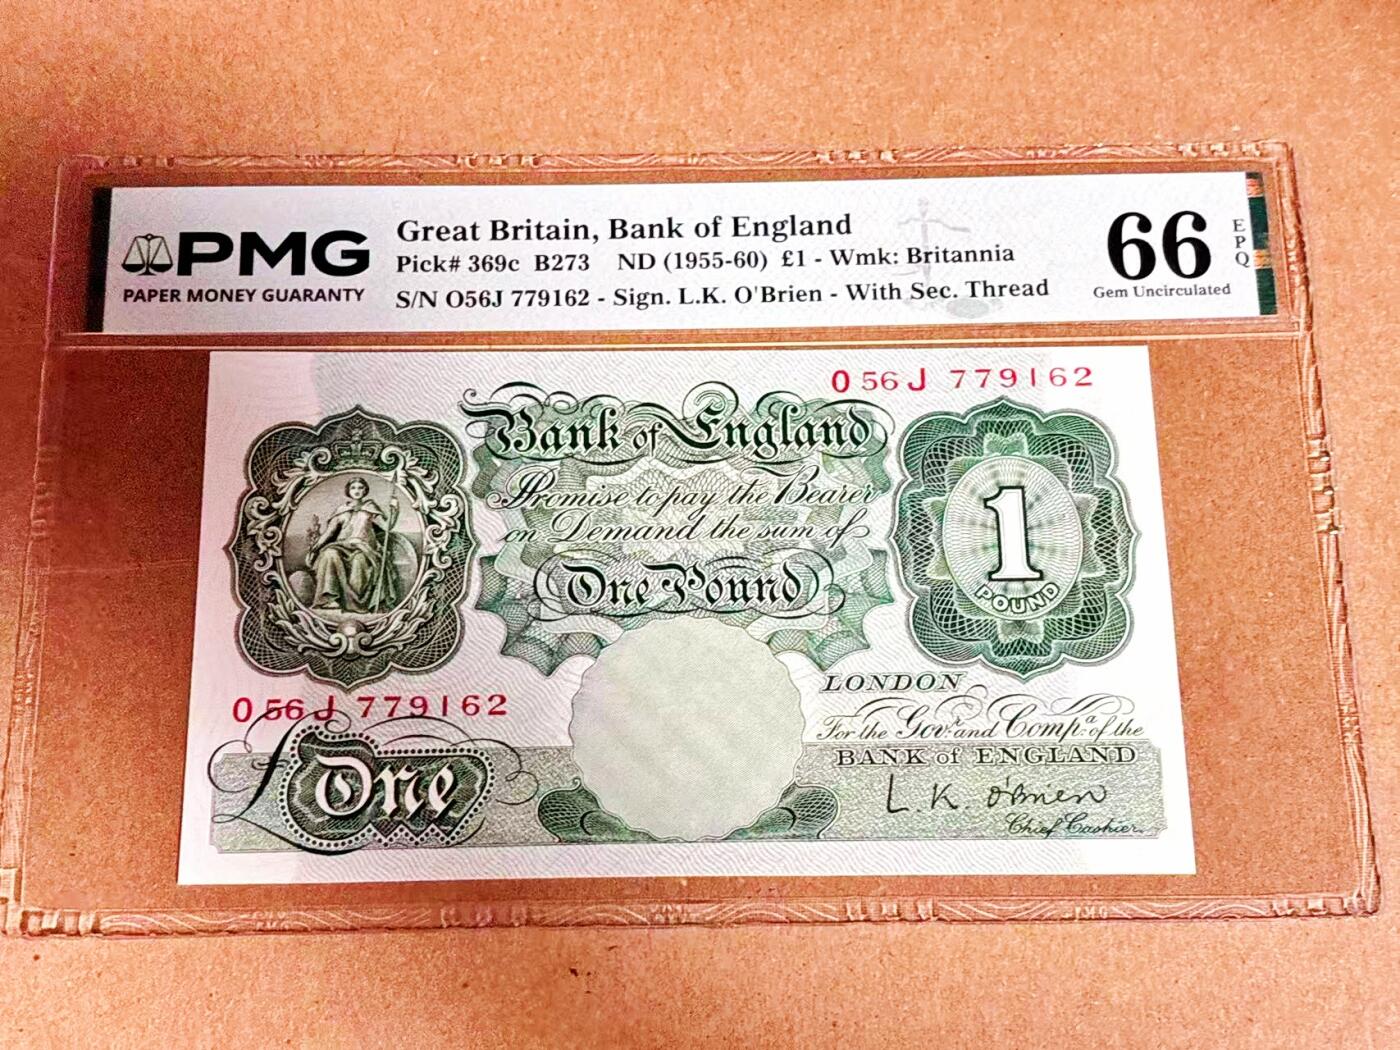 PMG
PAPER MONEY GUARANTY
Great Britain, Bank of England
Pick# 369c B273 ND (1955-60) £1 - Wmk: Britannia
S/N O56J 779162 - Sign. L.K. O'Brien - With Sec. Thread
66
EPQ
Gem Uncirculated
O 56 J 779162
Bank of England
Promise to pay the Bearer
on Demand the sum of
One Pound
1
POUND
LONDON
For the Govr. and Compa. of the
BANK of ENGLAND
L. K. O'Brien
Chief Cashier.
O 56 J 779162
£ One